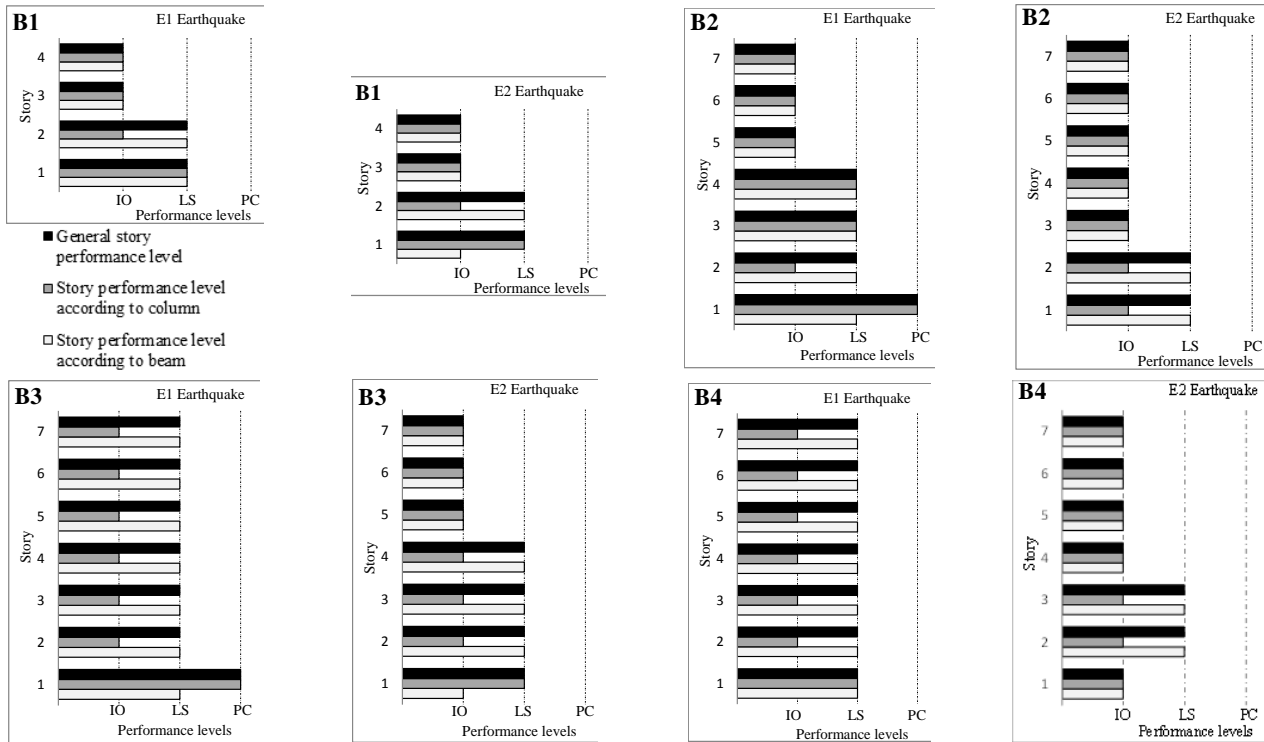 B1
E1 Earthquake
4
3
2
1
Story
IO LS PC
Performance levels
General story
performance level
Story performance level
according to column
Story performance level
according to beam
B1
E2 Earthquake
4
3
2
1
Story
IO LS PC
Performance levels
B2
E1 Earthquake
7
6
5
4
3
2
1
Story
IO LS PC
Performance levels
B2
E2 Earthquake
7
6
5
4
3
2
1
Story
IO LS PC
Performance levels
B3
E1 Earthquake
7
6
5
4
3
2
1
Story
IO LS PC
Performance levels
B3
E2 Earthquake
7
6
5
4
3
2
1
Story
IO LS PC
Performance levels
B4
E1 Earthquake
7
6
5
4
3
2
1
Story
IO LS PC
Performance levels
B4
E2 Earthquake
7
6
5
4
3
2
1
Story
IO LS PC
Performance levels